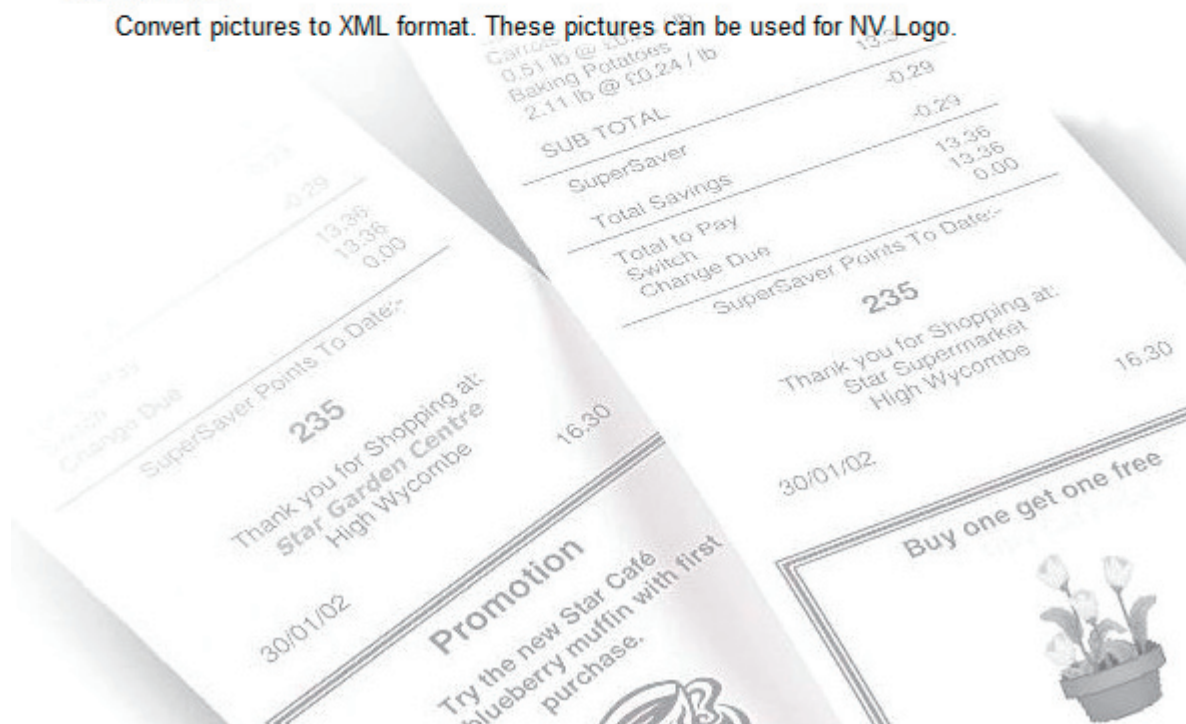 Convert pictures to XML format. These pictures can be used for NV Logo.
Carrots
0.51 lb @
13.3
Baking Potatoes
2.11 lb @ £0.24 / lb
-0.29
SUB TOTAL
-0.29
SuperSaver
13.36
Total Savings
13.36
0.00
Total to Pay
Switch
Change Due
SuperSaver Points To Date:-
235
Thank you for Shopping at:
Star Supermarket
High Wycombe
16.30
30/01/02
Buy one get one free
-0.29
13.36
13.36
0.00
Change Due
SuperSaver Points To Date:-
235
Thank you for Shopping at:
Star Garden Centre
High Wycombe
16.30
30/01/02
Promotion
Try the new Star Café
blueberry muffin with first
purchase.